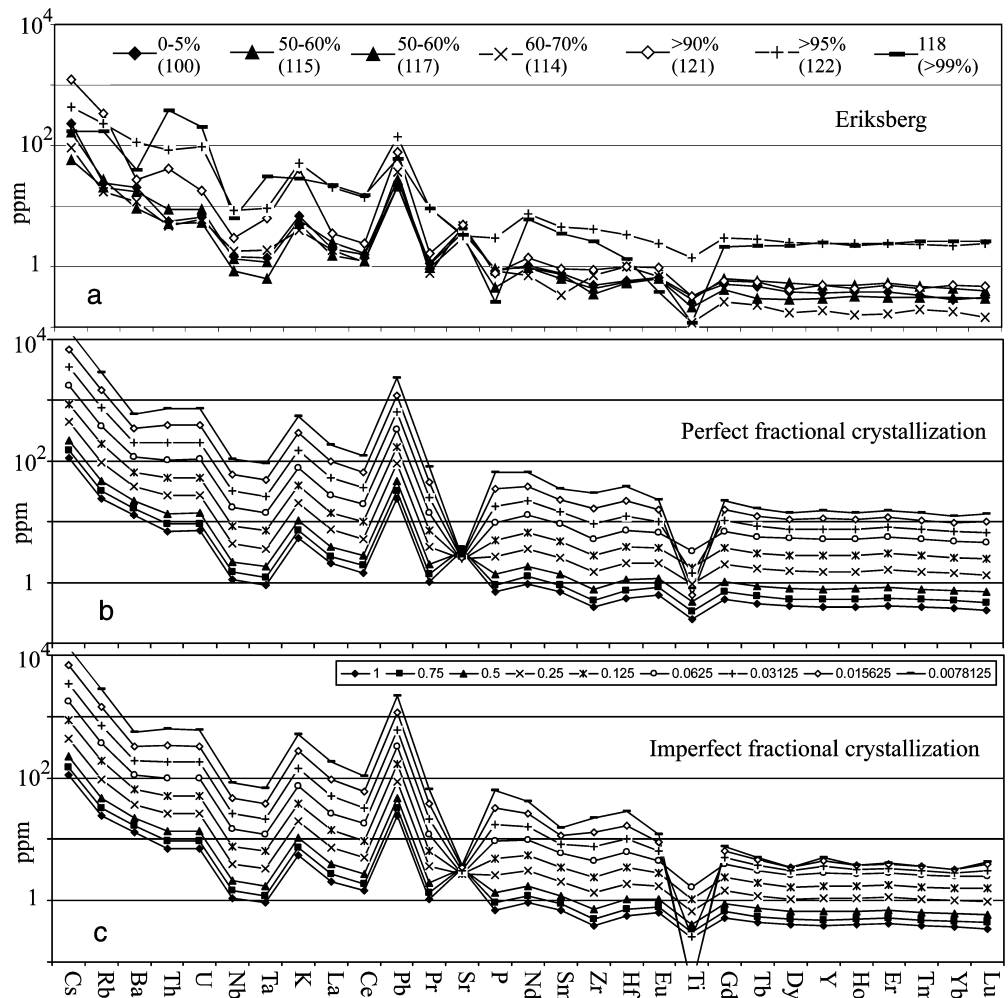 10⁴
0-5% 50-60% 50-60% 60-70% >90% >95% 118
(100) (115) (117) (114) (121) (122) (>99%)
Eriksberg
10²
ppm
1
a
10⁴
Perfect fractional crystallization
10²
ppm
1
b
10⁴
1 0.75 0.5 0.25 0.125 0.0625 0.03125 0.015625 0.0078125
Imperfect fractional crystallization
10²
ppm
1
c
Cs Rb Ba Th U Nb Ta K La Ce Pb Pr Sr P Nd Sm Zr Hf Eu Ti Gd Tb Dy Y Ho Er Tm Yb Lu